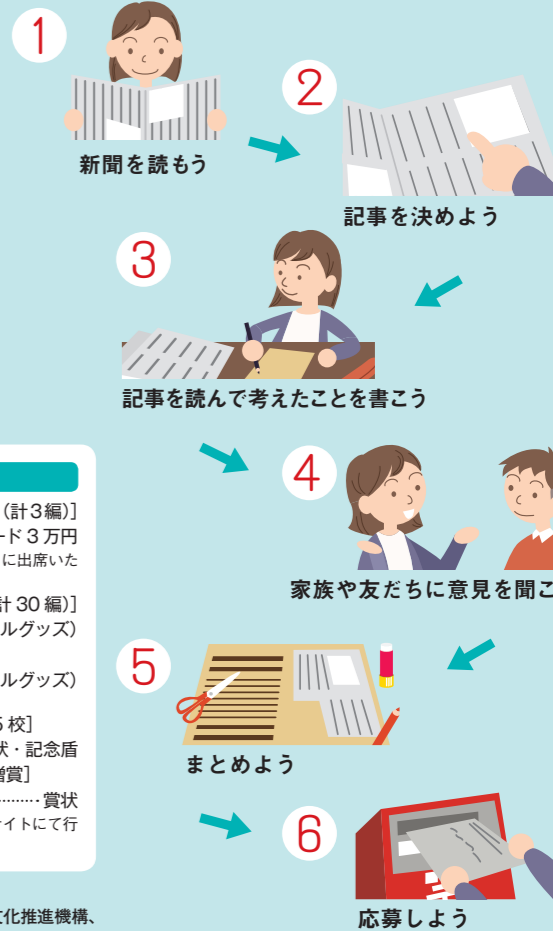 1
新聞を読もう
2
記事を決めよう
3
記事を読んで考えたことを書こう
4
家族や友だちに意見を聞こ
5
まとめよう
6
応募しよう
(計3編)]
ード3万円
に出席いた
計30編)]
ルグッズ)
ルグッズ)
校]
状・記念盾
賞]
賞状
イトにて行
化推進機構、